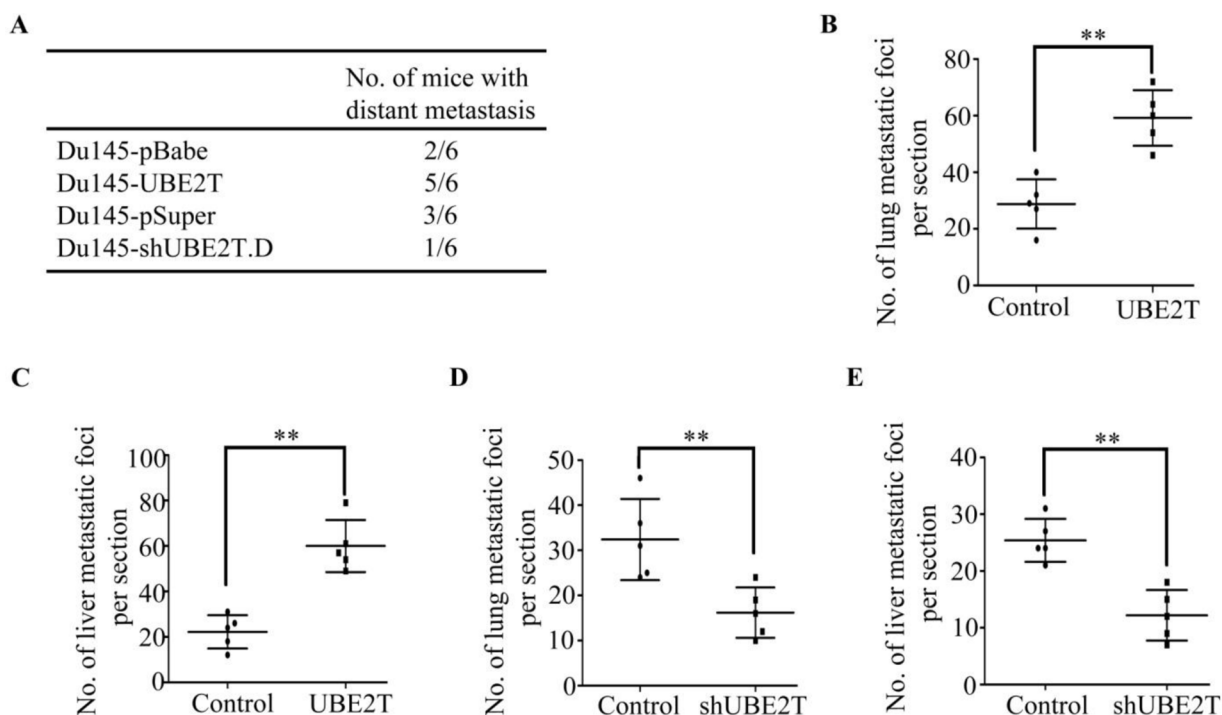 A
No. of mice with
distant metastasis
Du145-pBabe 2/6
Du145-UBE2T 5/6
Du145-pSuper 3/6
Du145-shUBE2T.D 1/6
B
No. of lung metastatic foci
per section
**
80
60
40
20
0
Control UBE2T
C
No. of liver metastatic foci
per section
**
100
80
60
40
20
0
Control UBE2T
D
No. of lung metastatic foci
per section
**
50
40
30
20
10
0
Control shUBE2T
E
No. of liver metastatic foci
per section
**
40
30
20
10
0
Control shUBE2T